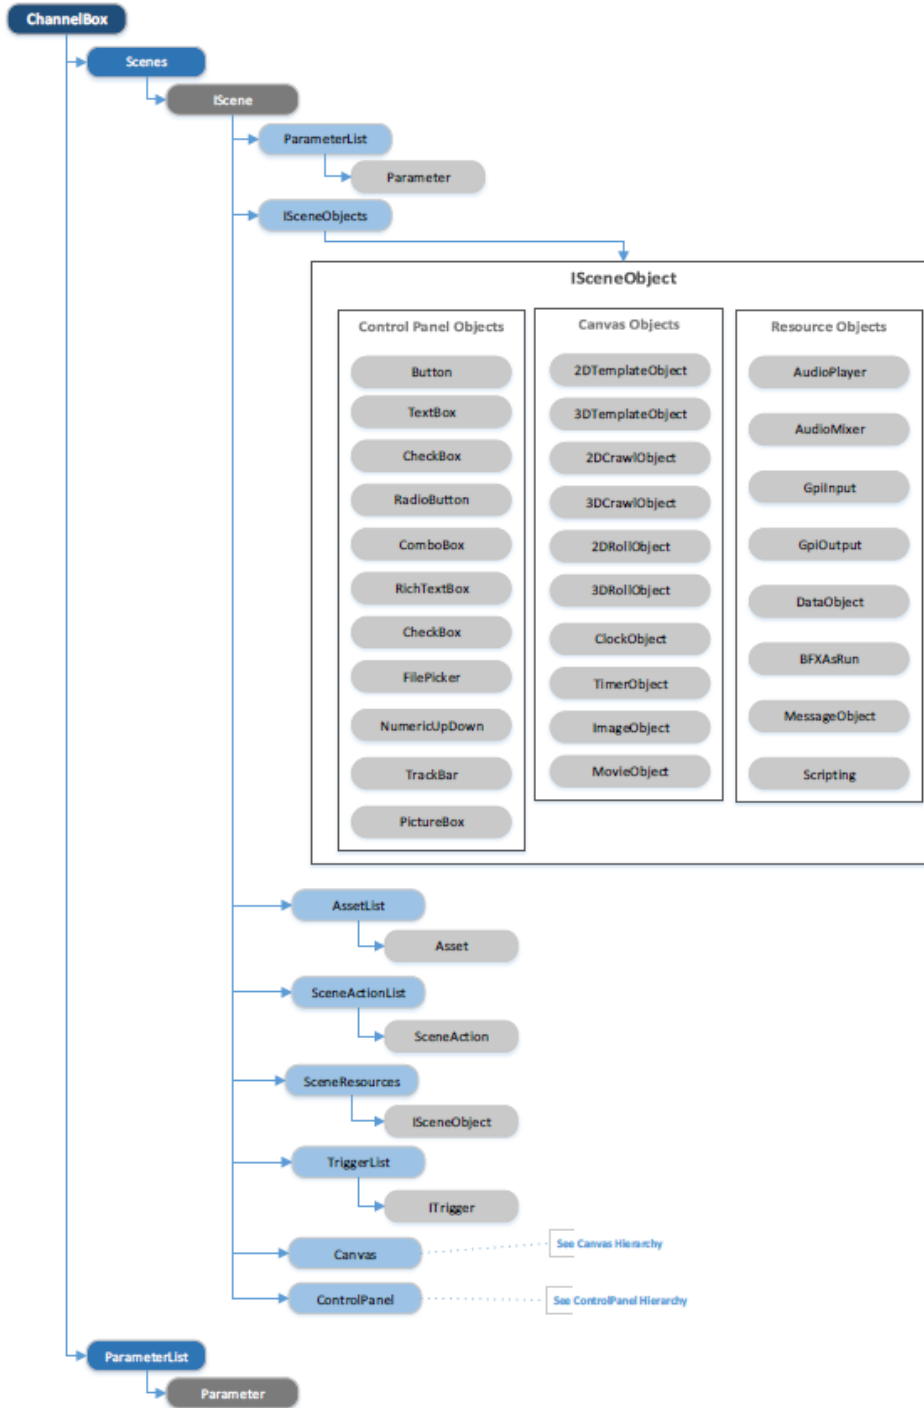 ChannelBox
Scenes
IScene
ParameterList
Parameter
ISceneObjects
ISceneObject
Control Panel Objects
Button
TextBox
CheckBox
RadioButton
ComboBox
RichTextBox
CheckBox
FilePicker
NumericUpDown
TrackBar
PictureBox
Canvas Objects
2DTemplateObject
3DTemplateObject
2DCrawlObject
3DCrawlObject
2DRollObject
3DRollObject
ClockObject
TimerObject
ImageObject
MovieObject
Resource Objects
AudioPlayer
AudioMixer
GpiInput
GpiOutput
DataObject
BFXAsRun
MessageObject
Scripting
AssetList
Asset
SceneActionList
SceneAction
SceneResources
ISceneObject
TriggerList
ITrigger
Canvas
See Canvas Hierarchy
ControlPanel
See ControlPanel Hierarchy
ParameterList
Parameter